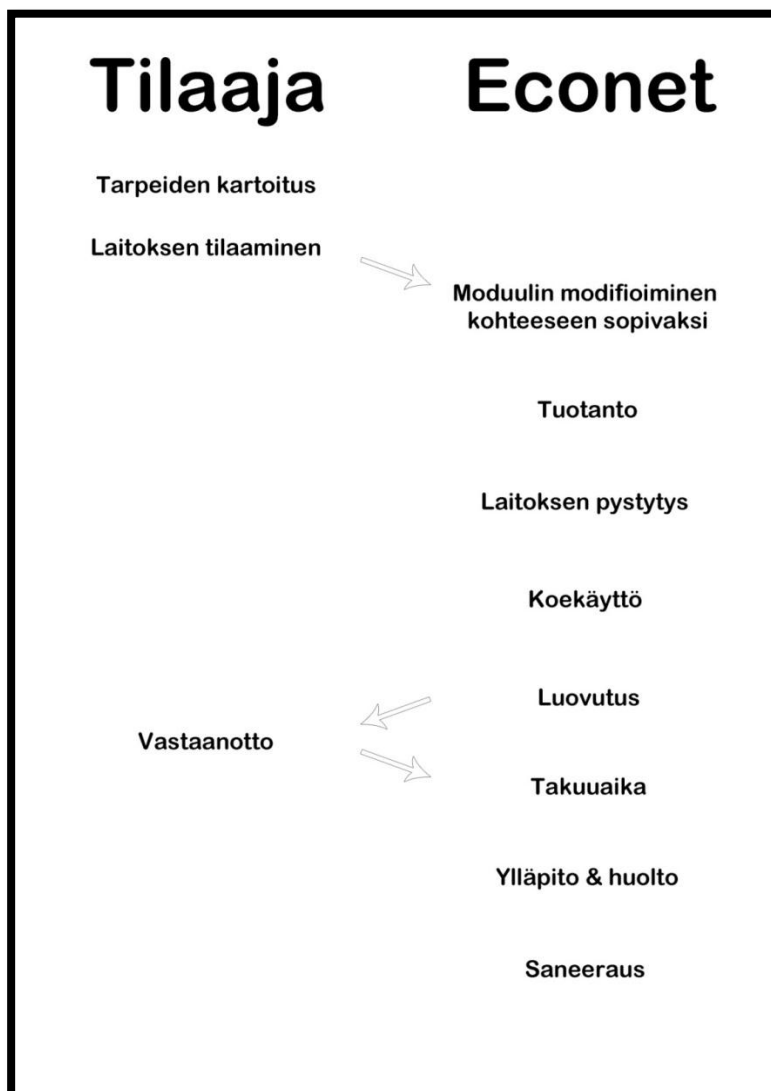 Tilaaja Econet
Tarpeiden kartoitus
Laitoksen tilaaminen
Moduulin modifioiminen
kohteeseen sopivaksi
Tuotanto
Laitoksen pystytys
Koekäyttö
Luovutus
Vastaanotto
Takuuaika
Ylläpito & huolto
Saneeraus